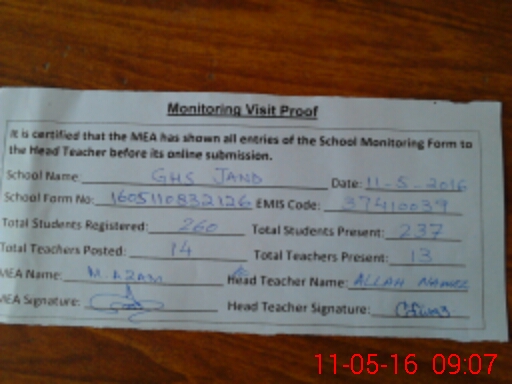 Monitoring Visit Proof
It is certified that the MEA has shown all entries of the School Monitoring Form to
the Head Teacher before its online submission.
School Name: GHS JAND Date: 11-5-2016
School Form No: 1605110832126 EMIS Code: 37410039
Total Students Registered: 260 Total Students Present: 237
Total Teachers Posted: 14 Total Teachers Present: 13
MEA Name: M AZAM Head Teacher Name: ALLAH NAWAZ
MEA Signature: Head Teacher Signature:
11-05-16 09:07